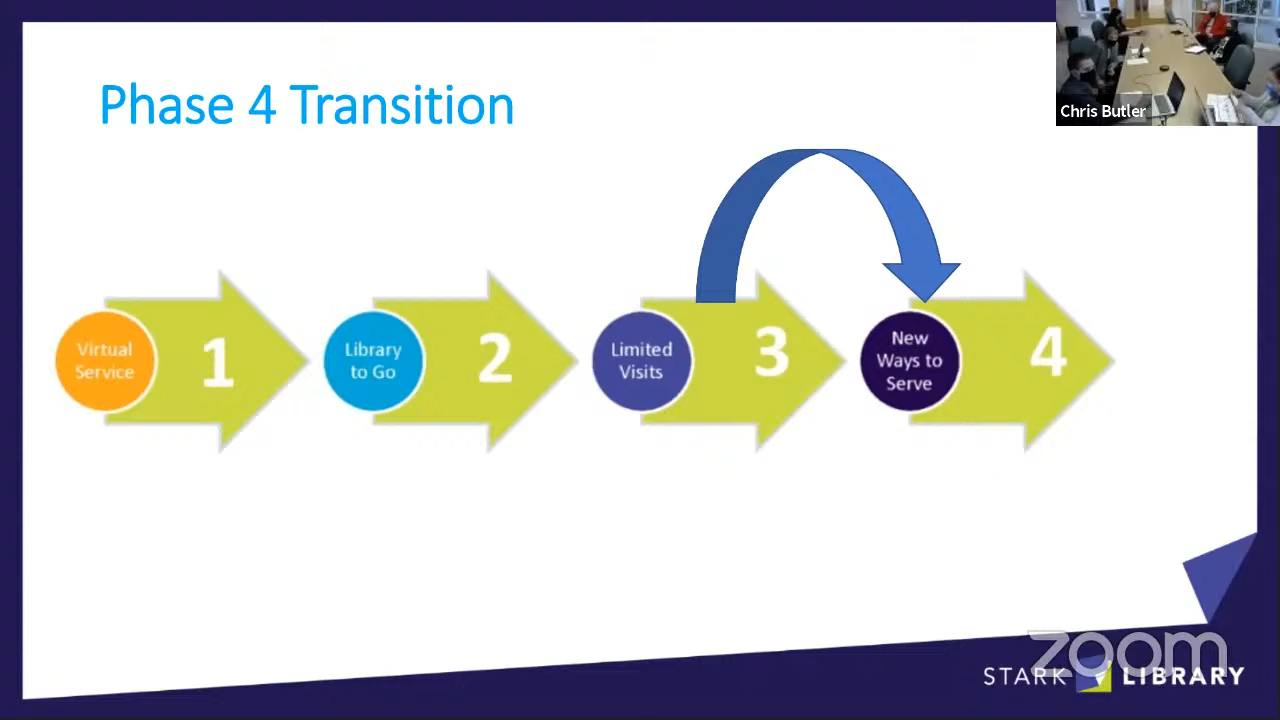 Phase 4 Transition
Chris Butler
Virtual
Service
1
Library
to Go
2
Limited
Visits
3
New
Ways to
Serve
4
zoom
STARK LIBRARY